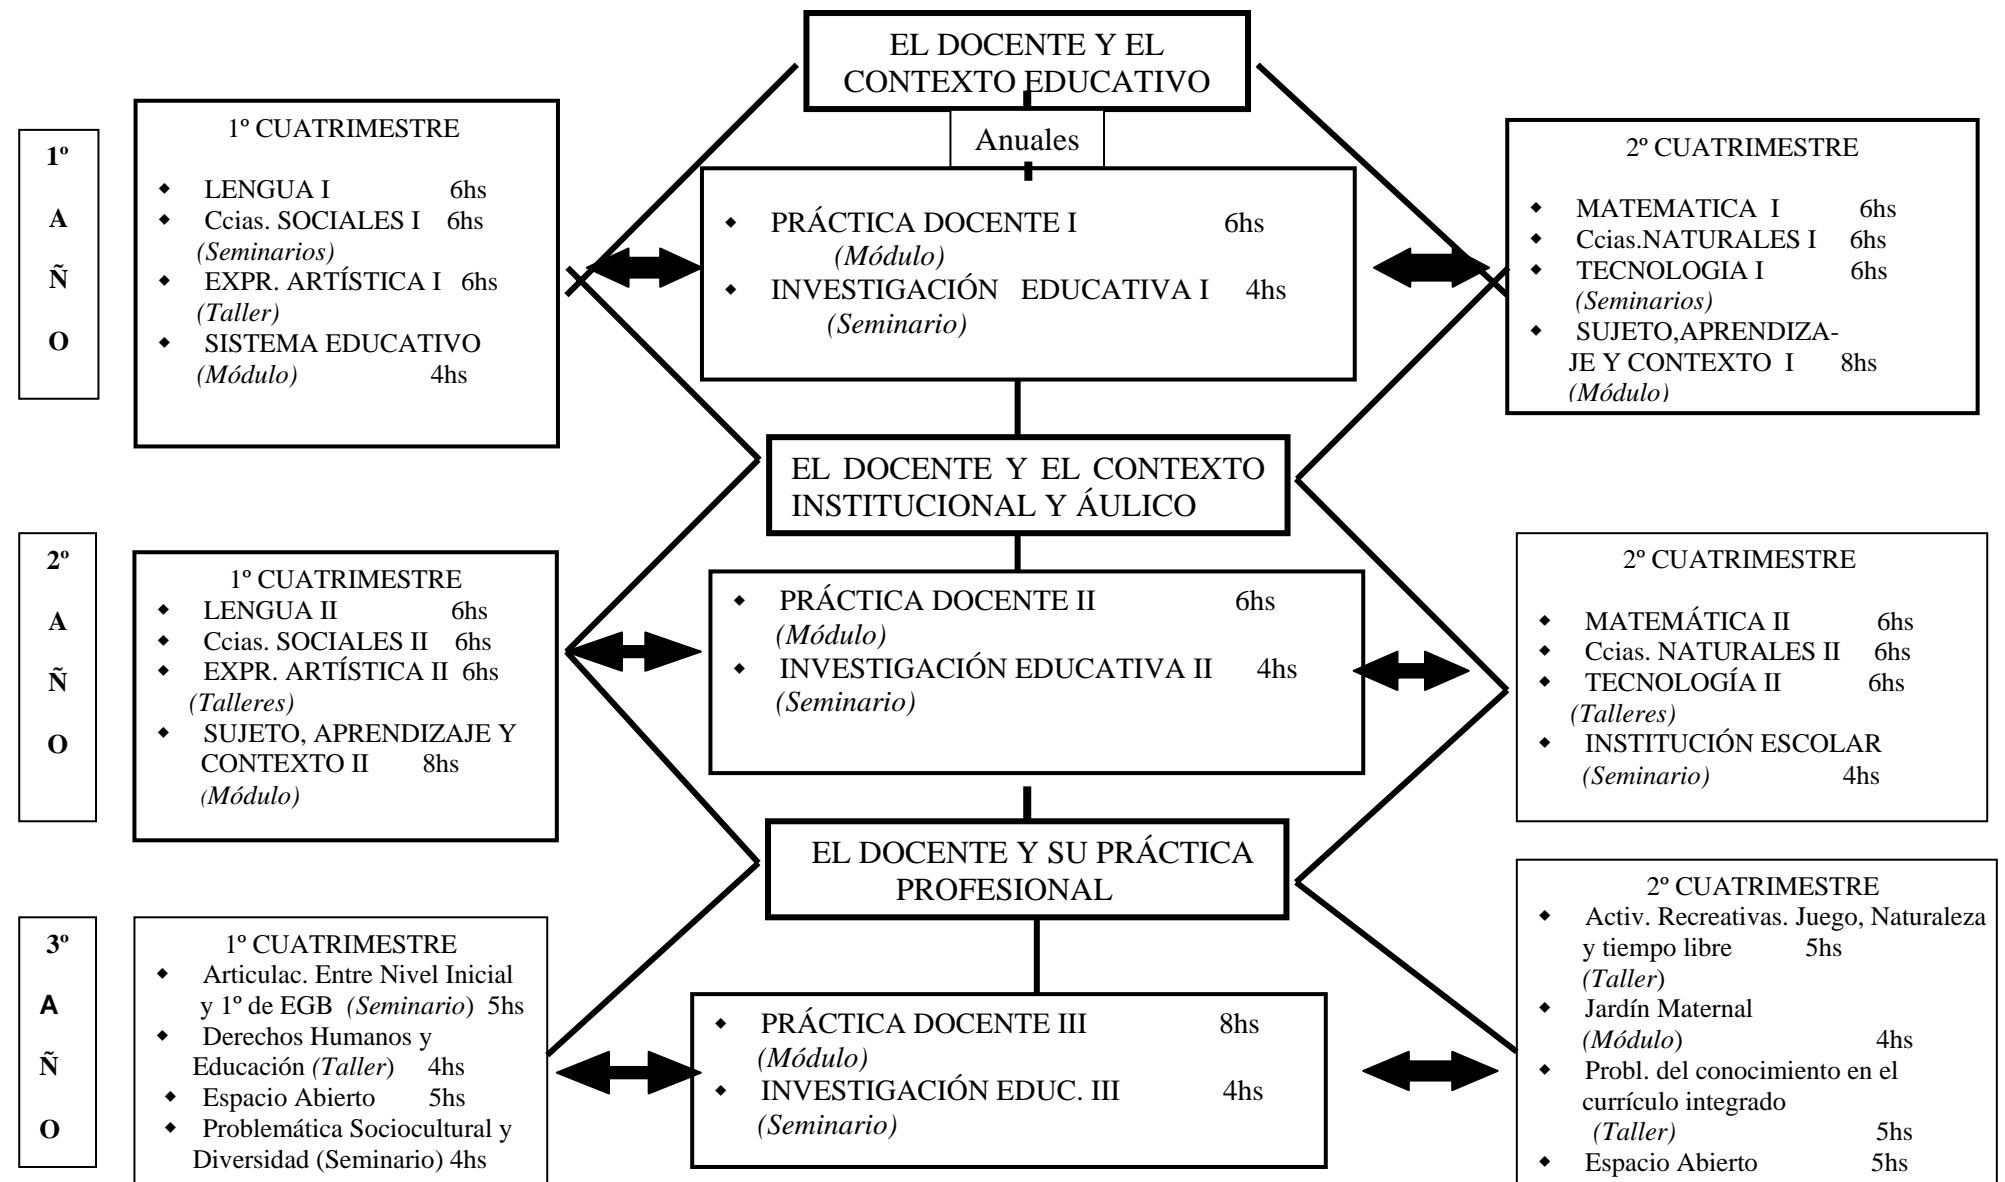 EL DOCENTE Y EL
CONTEXTO EDUCATIVO
Anuales
1º
A
Ñ
O
1º CUATRIMESTRE
LENGUA I 6hs
Ccias. SOCIALES I 6hs
(Seminarios)
EXPR. ARTÍSTICA I 6hs
(Taller)
SISTEMA EDUCATIVO
(Módulo) 4hs
PRÁCTICA DOCENTE I 6hs
(Módulo)
INVESTIGACIÓN EDUCATIVA I 4hs
(Seminario)
2º CUATRIMESTRE
MATEMATICA I 6hs
Ccias.NATURALES I 6hs
TECNOLOGIA I 6hs
(Seminarios)
SUJETO,APRENDIZA-
JE Y CONTEXTO I 8hs
(Módulo)
EL DOCENTE Y EL CONTEXTO
INSTITUCIONAL Y ÁULICO
2º
A
Ñ
O
1º CUATRIMESTRE
LENGUA II 6hs
Ccias. SOCIALES II 6hs
EXPR. ARTÍSTICA II 6hs
(Talleres)
SUJETO, APRENDIZAJE Y
CONTEXTO II 8hs
(Módulo)
PRÁCTICA DOCENTE II 6hs
(Módulo)
INVESTIGACIÓN EDUCATIVA II 4hs
(Seminario)
2º CUATRIMESTRE
MATEMÁTICA II 6hs
Ccias. NATURALES II 6hs
TECNOLOGÍA II 6hs
(Talleres)
INSTITUCIÓN ESCOLAR
(Seminario) 4hs
EL DOCENTE Y SU PRÁCTICA
PROFESIONAL
3º
A
Ñ
O
1º CUATRIMESTRE
Articulac. Entre Nivel Inicial
y 1º de EGB (Seminario) 5hs
Derechos Humanos y
Educación (Taller) 4hs
Espacio Abierto 5hs
Problemática Sociocultural y
Diversidad (Seminario) 4hs
PRÁCTICA DOCENTE III 8hs
(Módulo)
INVESTIGACIÓN EDUC. III 4hs
(Seminario)
2º CUATRIMESTRE
Activ. Recreativas. Juego, Naturaleza
y tiempo libre 5hs
(Taller)
Jardín Maternal
(Módulo) 4hs
Probl. del conocimiento en el
currículo integrado
(Taller) 5hs
Espacio Abierto 5hs